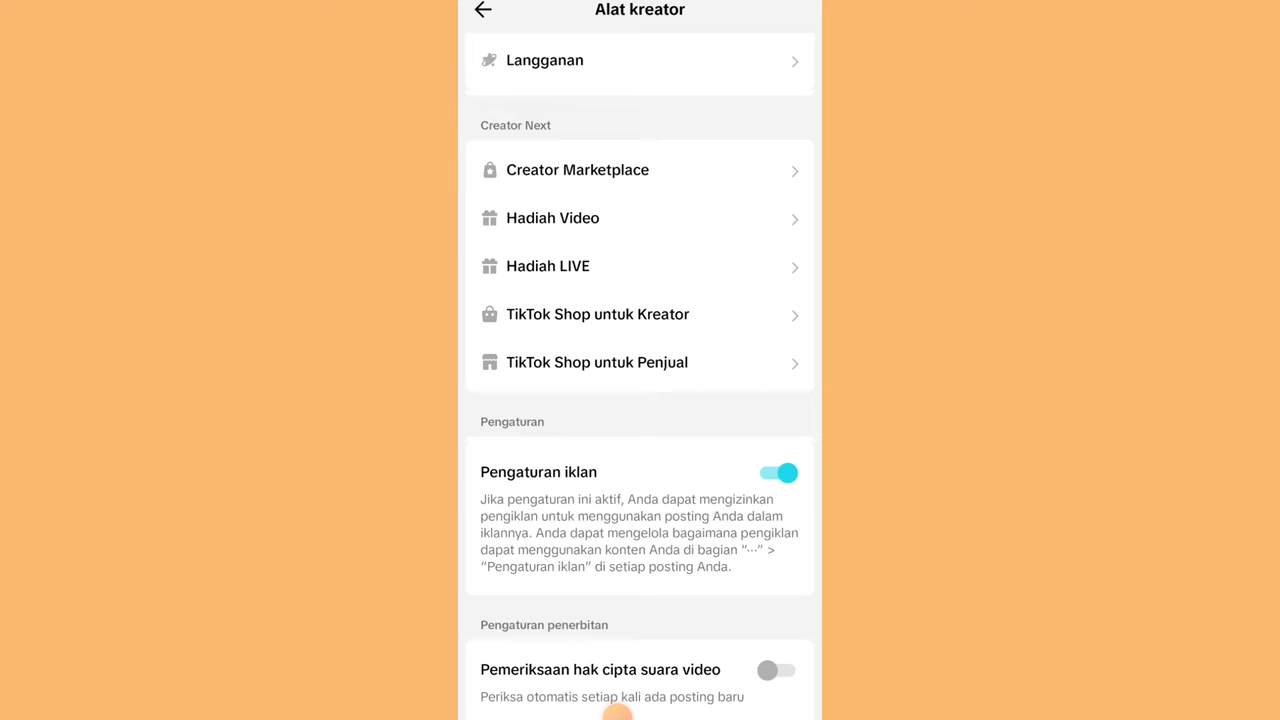 Alat kreator
Langganan
Creator Next
Creator Marketplace
Hadiah Video
Hadiah LIVE
TikTok Shop untuk Kreator
TikTok Shop untuk Penjual
Pengaturan
Pengaturan iklan
Jika pengaturan ini aktif, Anda dapat mengizinkan
pengiklan untuk menggunakan posting Anda dalam
iklannya. Anda dapat mengelola bagaimana pengiklan
dapat menggunakan konten Anda di bagian “···” >
“Pengaturan iklan” di setiap posting Anda.
Pengaturan penerbitan
Pemeriksaan hak cipta suara video
Periksa otomatis setiap kali ada posting baru